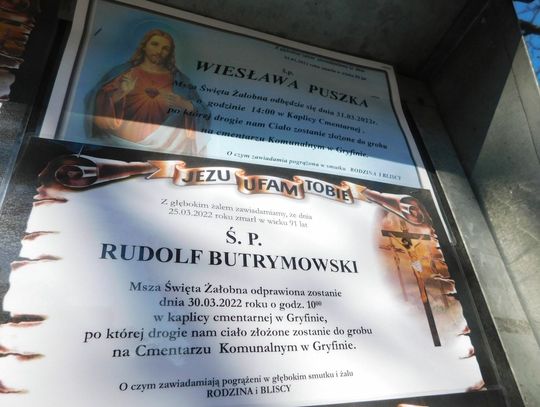 Z głębokim
ś.p.
WIESŁAWA PUSZKA
Msza Święta Żałobna odbędzie się dnia 31.03.2022r.
o godzinie 14:00 w Kaplicy Cmentarnej,
po której drogie nam Ciało zostanie złożone do grobu
na cmentarzu Komunalnym w Gryfinie.
O czym zawiadamia pogrążona w smutku RODZINA I BLISCY
JEZU UFAM TOBIE
Z głębokim żalem zawiadamiamy, że dnia
25.03.2022 roku zmarł w wieku 91 lat
Ś. P.
RUDOLF BUTRYMOWSKI
Msza Święta Żałobna odprawiona zostanie
dnia 30.03.2022 roku o godz. 10⁰⁰
w kaplicy cmentarnej w Gryfinie,
po której drogie nam ciało złożone zostanie do grobu
na Cmentarzu Komunalnym w Gryfinie.
O czym zawiadamiają pogrążeni w głębokim smutku i żalu
RODZINA i BLISCY